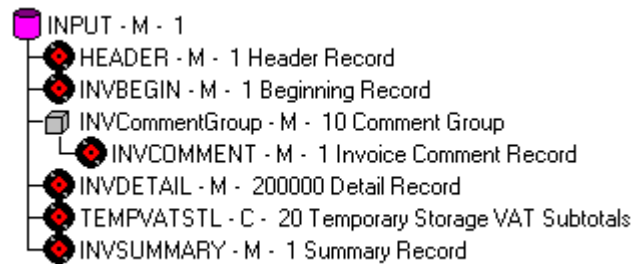 INPUT - M - 1
HEADER - M - 1 Header Record
INVBEGIN - M - 1 Beginning Record
INVCommentGroup - M - 10 Comment Group
INVCOMMENT - M - 1 Invoice Comment Record
INVDETAIL - M - 200000 Detail Record
TEMPVATSTL - C - 20 Temporary Storage VAT Subtotals
INVSUMMARY - M - 1 Summary Record